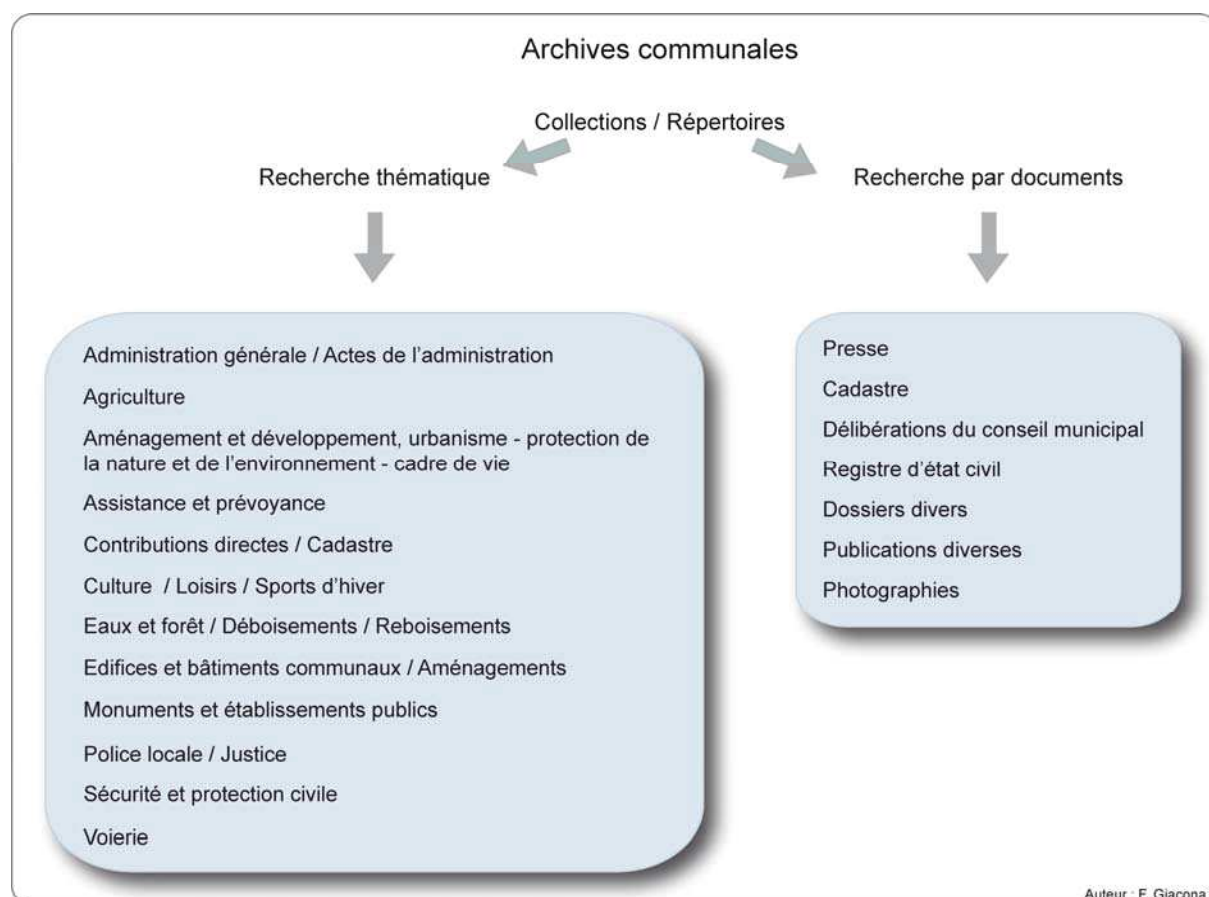 Archives communales
Collections / Répertoires
Recherche thématique
Recherche par documents
Administration générale / Actes de l'administration
Agriculture
Aménagement et développement, urbanisme - protection de
la nature et de l'environnement - cadre de vie
Assistance et prévoyance
Contributions directes / Cadastre
Culture / Loisirs / Sports d'hiver
Eaux et forêt / Déboisements / Reboisements
Edifices et bâtiments communaux / Aménagements
Monuments et établissements publics
Police locale / Justice
Sécurité et protection civile
Voierie
Presse
Cadastre
Délibérations du conseil municipal
Registre d'état civil
Dossiers divers
Publications diverses
Photographies
Auteur : F. Giacona